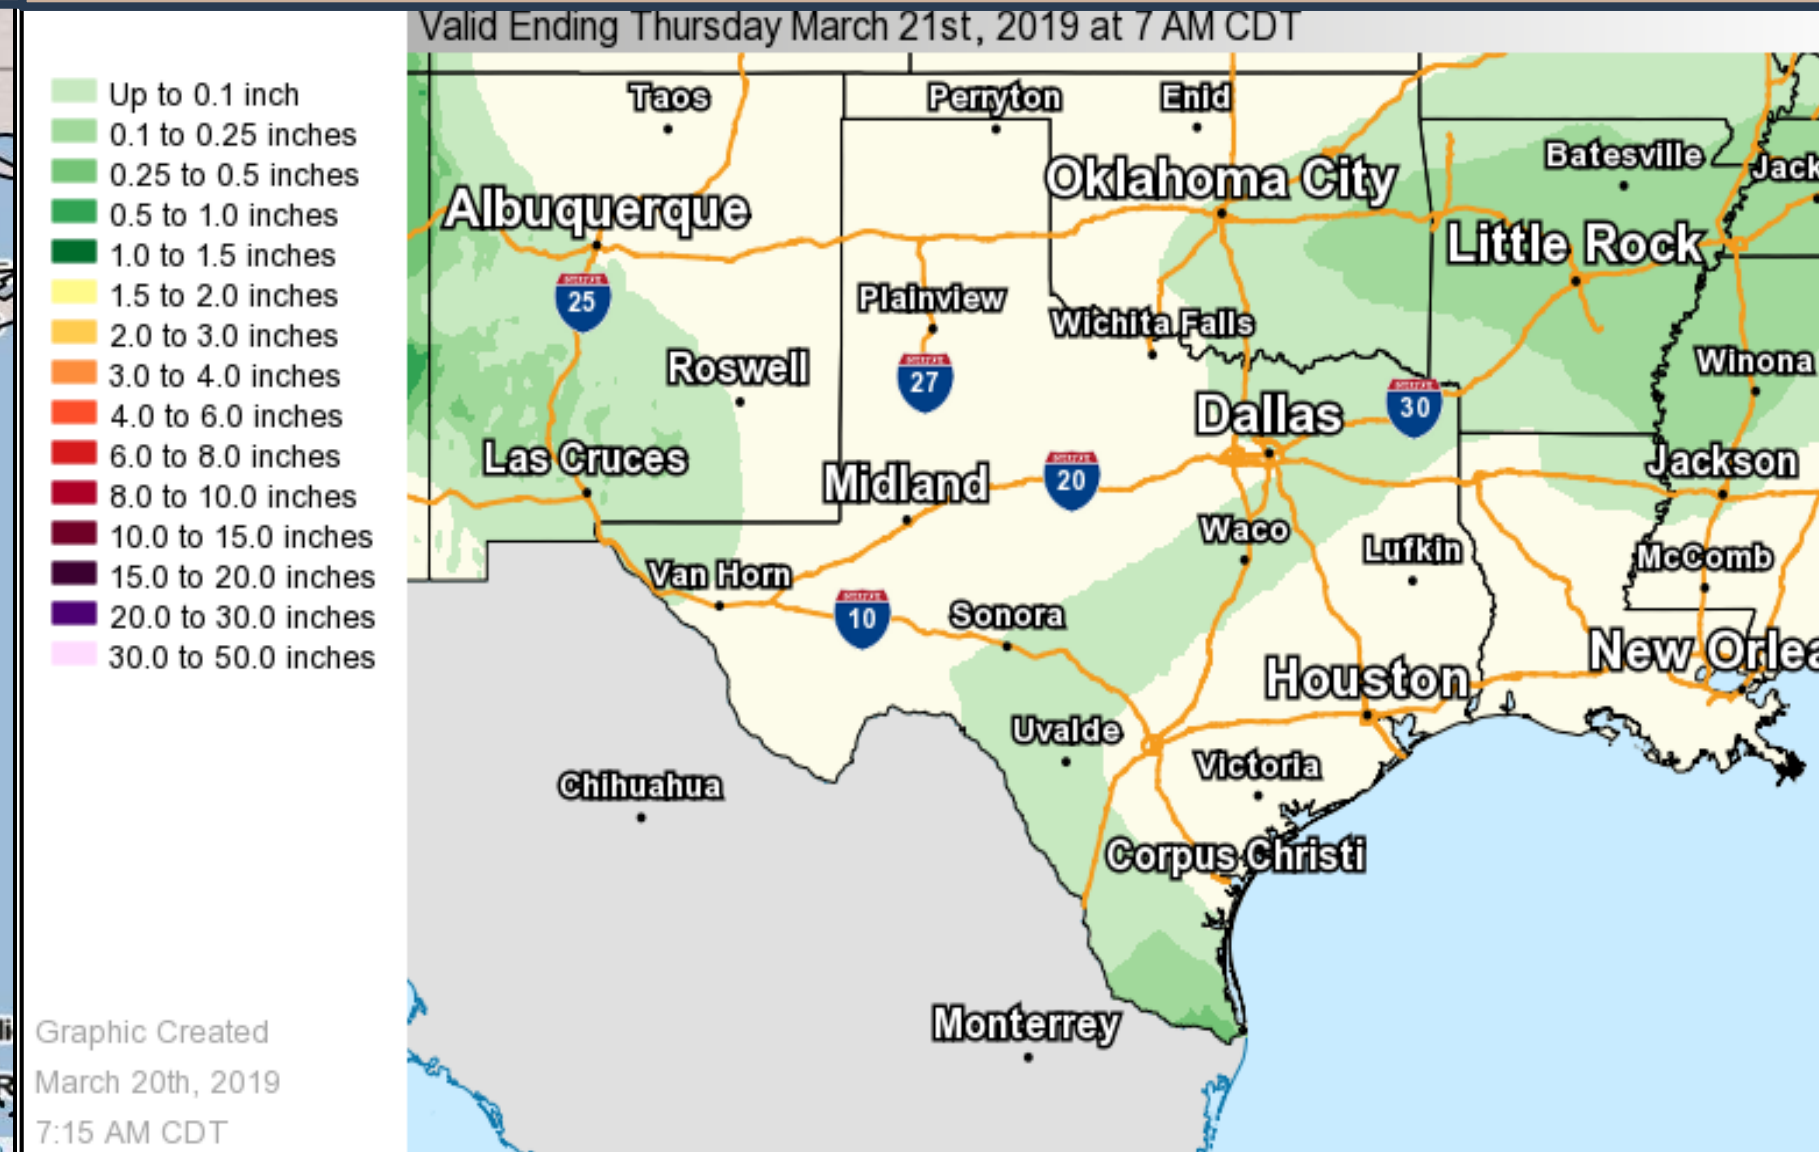 Valid Ending Thursday March 21st, 2019 at 7 AM CDT
Up to 0.1 inch
0.1 to 0.25 inches
0.25 to 0.5 inches
0.5 to 1.0 inches
1.0 to 1.5 inches
1.5 to 2.0 inches
2.0 to 3.0 inches
3.0 to 4.0 inches
4.0 to 6.0 inches
6.0 to 8.0 inches
8.0 to 10.0 inches
10.0 to 15.0 inches
15.0 to 20.0 inches
20.0 to 30.0 inches
30.0 to 50.0 inches
Graphic Created
March 20th, 2019
7:15 AM CDT
Taos
Perryton
Enid
Batesville
Jack
Oklahoma City
Albuquerque
Little Rock
25
Plainview
Wichita Falls
Roswell
27
Winona
30
Dallas
Las Cruces
Midland
20
Jackson
Waco
Lufkin
McComb
Van Horn
10
Sonora
New Orlea
Houston
Uvalde
Victoria
Chihuahua
Corpus Christi
Monterrey